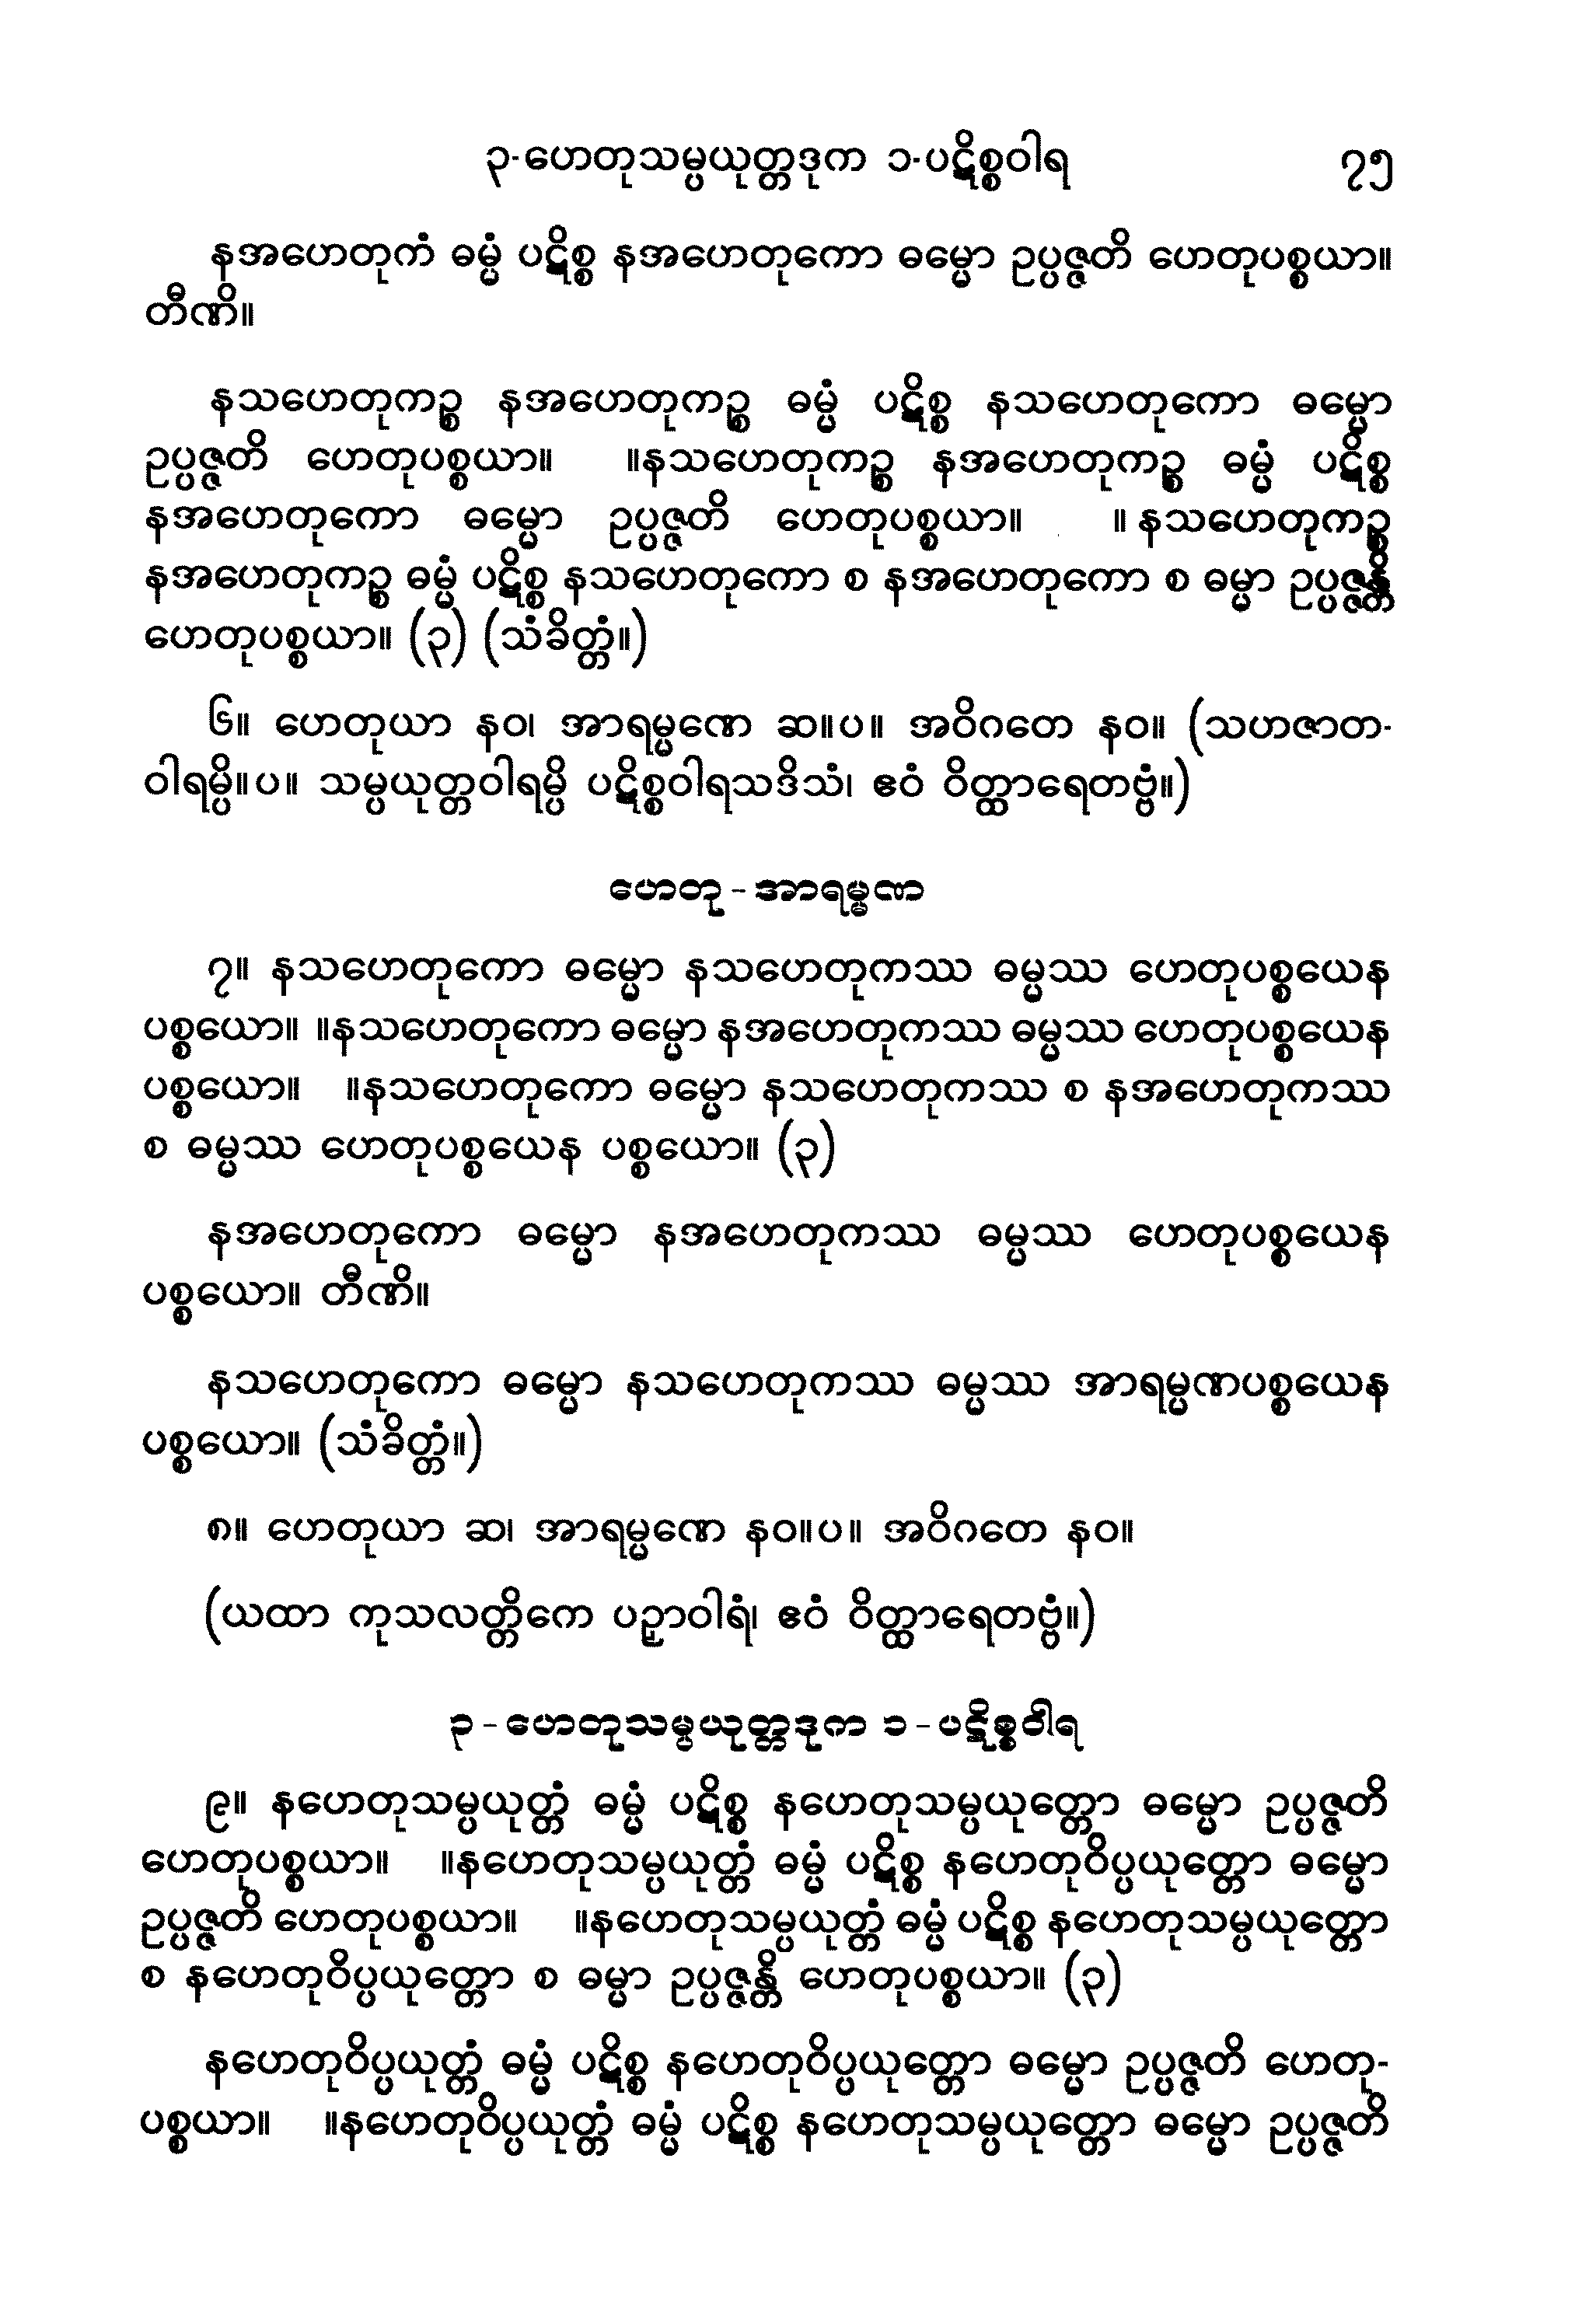 ၃-ဟေတုသမ္ပယုတ္တဒုက ၁-ပဋိစ္စဝါရ ၇၅
နအဟေတုကံ ဓမ္မံ ပဋိစ္စ နအဟေတုကော ဓမ္မော ဥပ္ပဇ္ဇတိ ဟေတုပစ္စယာ။
တီဏိ။
နသဟေတုကဉ္စ နအဟေတုကဉ္စ ဓမ္မံ ပဋိစ္စ နသဟေတုကော ဓမ္မော
ဥပ္ပဇ္ဇတိ ဟေတုပစ္စယာ။ ။နသဟေတုကဉ္စ နအဟေတုကဉ္စ ဓမ္မံ ပဋိစ္စ
နအဟေတုကော ဓမ္မော ဥပ္ပဇ္ဇတိ ဟေတုပစ္စယာ။ ။ နသဟေတုကဉ္စ
နအဟေတုကဉ္စ ဓမ္မံ ပဋိစ္စ နသဟေတုကော စ နအဟေတုကော စ ဓမ္မာ ဥပ္ပဇ္ဇန္တိ
ဟေတုပစ္စယာ။ (၃) (သံခိတ္တံ။)
၆။ ဟေတုယာ နဝ၊ အာရမ္မဏေ ဆ။ပ။ အဝိဂတေ နဝ။ (သဟဇာတ-
ဝါရမ္ပိ။ပ။ သမ္ပယုတ္တဝါရမ္ပိ ပဋိစ္စဝါရသဒိသံ၊ ဧဝံ ဝိတ္ထာရေတဗ္ဗံ။)
ဟေတု - အာရမ္မဏ
၇။ နသဟေတုကော ဓမ္မော နသဟေတုကဿ ဓမ္မဿ ဟေတုပစ္စယေန
ပစ္စယော။ ။နသဟေတုကော ဓမ္မော နအဟေတုကဿ ဓမ္မဿ ဟေတုပစ္စယေန
ပစ္စယော။ ။နသဟေတုကော ဓမ္မော နသဟေတုကဿ စ နအဟေတုကဿ
စ ဓမ္မဿ ဟေတုပစ္စယေန ပစ္စယော။ (၃)
နအဟေတုကော ဓမ္မော နအဟေတုကဿ ဓမ္မဿ ဟေတုပစ္စယေန
ပစ္စယော။ တီဏိ။
နသဟေတုကော ဓမ္မော နသဟေတုကဿ ဓမ္မဿ အာရမ္မဏပစ္စယေန
ပစ္စယော။ (သံခိတ္တံ။)
၈။ ဟေတုယာ ဆ၊ အာရမ္မဏေ နဝ။ပ။ အဝိဂတေ နဝ။
(ယထာ ကုသလတ္တိကေ ပဉှာဝါရံ၊ ဧဝံ ဝိတ္ထာရေတဗ္ဗံ။)
၃ - ဟေတုသမ္ပယုတ္တဒုက ၁ - ပဋိစ္စဝါရ
၉။ နဟေတုသမ္ပယုတ္တံ ဓမ္မံ ပဋိစ္စ နဟေတုသမ္ပယုတ္တော ဓမ္မော ဥပ္ပဇ္ဇတိ
ဟေတုပစ္စယာ။ ။နဟေတုသမ္ပယုတ္တံ ဓမ္မံ ပဋိစ္စ နဟေတုဝိပ္ပယုတ္တော ဓမ္မော
ဥပ္ပဇ္ဇတိ ဟေတုပစ္စယာ။ ။နဟေတုသမ္ပယုတ္တံ ဓမ္မံ ပဋိစ္စ နဟေတုသမ္ပယုတ္တော
စ နဟေတုဝိပ္ပယုတ္တော စ ဓမ္မာ ဥပ္ပဇ္ဇန္တိ ဟေတုပစ္စယာ။ (၃)
နဟေတုဝိပ္ပယုတ္တံ ဓမ္မံ ပဋိစ္စ နဟေတုဝိပ္ပယုတ္တော ဓမ္မော ဥပ္ပဇ္ဇတိ ဟေတု-
ပစ္စယာ။ ။နဟေတုဝိပ္ပယုတ္တံ ဓမ္မံ ပဋိစ္စ နဟေတုသမ္ပယုတ္တော ဓမ္မော ဥပ္ပဇ္ဇတိ